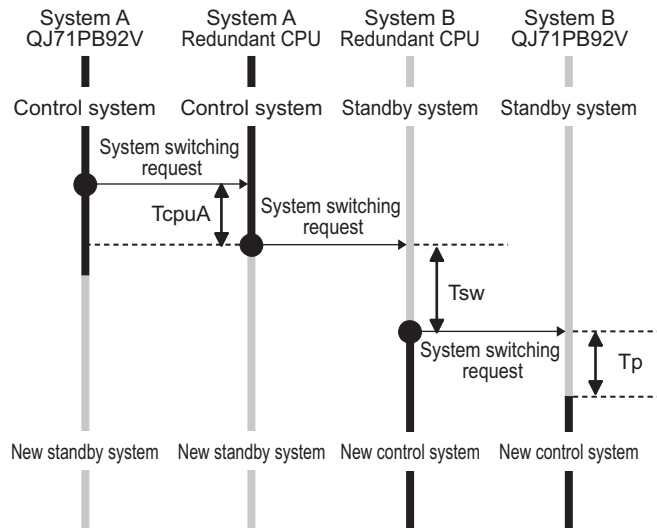 System A
QJ71PB92V
System A
Redundant CPU
System B
Redundant CPU
System B
QJ71PB92V
Control system
Control system
Standby system
Standby system
System switching
request
TcpuA
System switching
request
Tsw
System switching
request
Tp
New standby system
New standby system
New control system
New control system